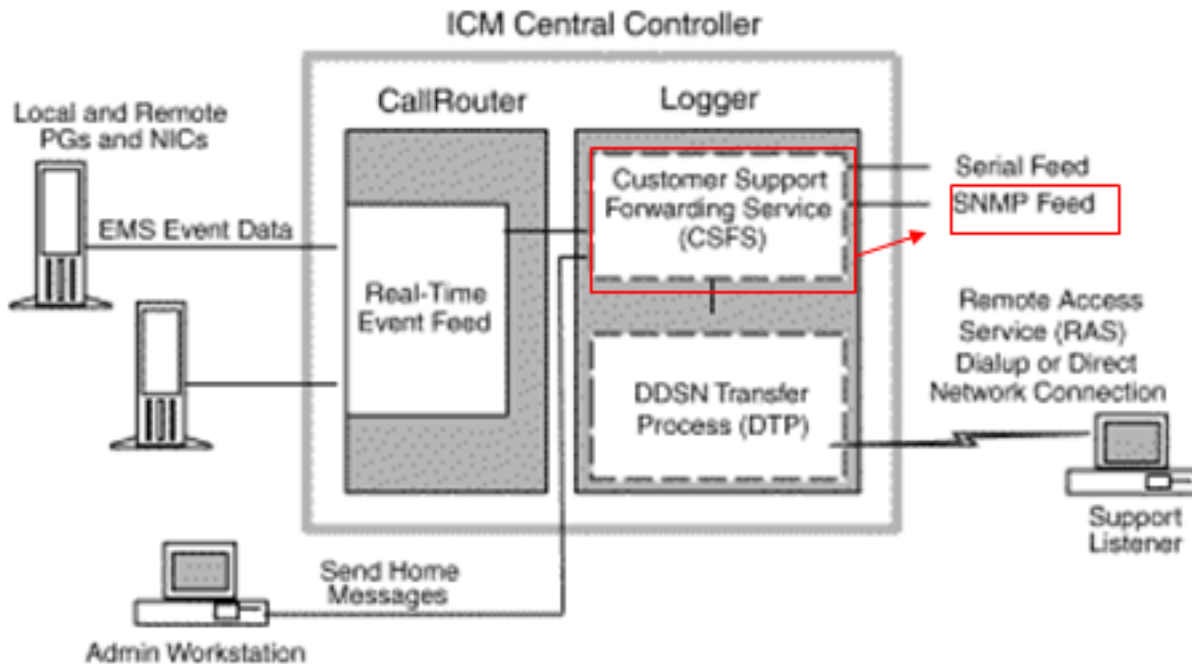 ICM Central Controller
Local and Remote
PGs and NICs
CallRouter
Logger
Customer Support
Forwarding Service
(CSFS)
Serial Feed
SNMP Feed
EMS Event Data
Real-Time
Event Feed
Remote Access
Service (RAS)
Dialup or Direct
Network Connection
DDSN Transfer
Process (DTP)
Support
Listener
Send Home
Messages
Admin Workstation